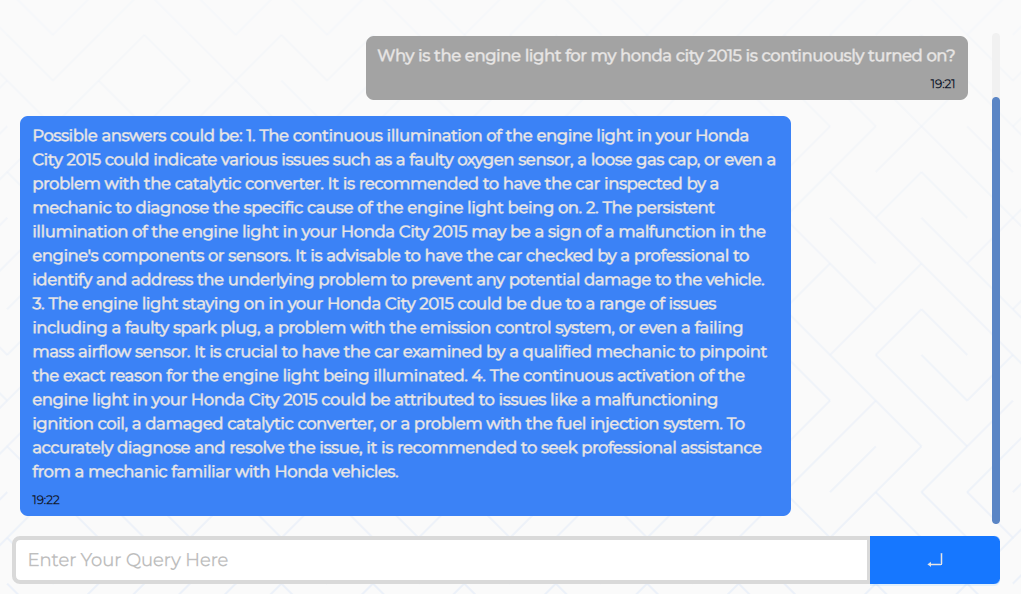 Why is the engine light for my honda city 2015 is continuously turned on?
19:21
Possible answers could be: 1. The continuous illumination of the engine light in your Honda
City 2015 could indicate various issues such as a faulty oxygen sensor, a loose gas cap, or even a
problem with the catalytic converter. It is recommended to have the car inspected by a
mechanic to diagnose the specific cause of the engine light being on. 2. The persistent
illumination of the engine light in your Honda City 2015 may be a sign of a malfunction in the
engine's components or sensors. It is advisable to have the car checked by a professional to
identify and address the underlying problem to prevent any potential damage to the vehicle.
3. The engine light staying on in your Honda City 2015 could be due to a range of issues
including a faulty spark plug, a problem with the emission control system, or even a failing
mass airflow sensor. It is crucial to have the car examined by a qualified mechanic to pinpoint
the exact reason for the engine light being illuminated. 4. The continuous activation of the
engine light in your Honda City 2015 could be attributed to issues like a malfunctioning
ignition coil, a damaged catalytic converter, or a problem with the fuel injection system. To
accurately diagnose and resolve the issue, it is recommended to seek professional assistance
from a mechanic familiar with Honda vehicles.
19:22
Enter Your Query Here